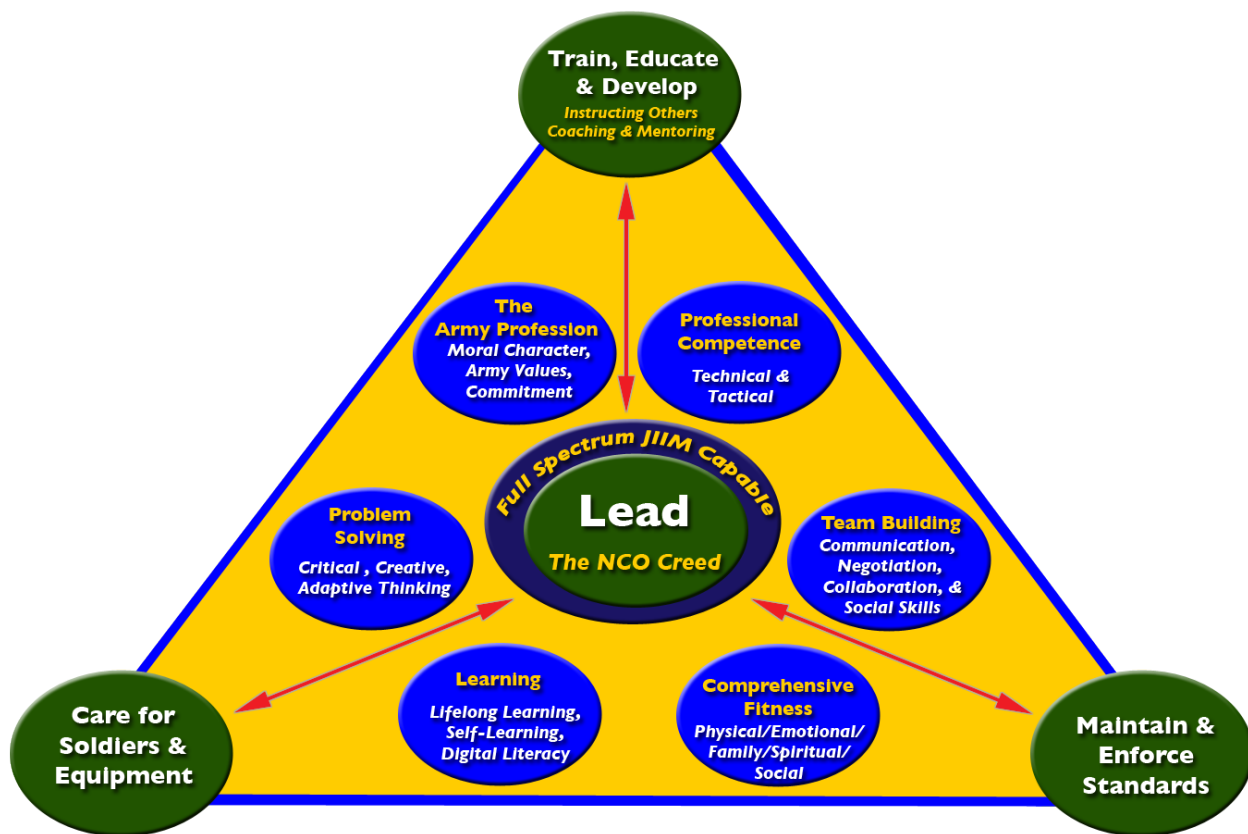 Train, Educate
& Develop
Instructing Others
Coaching & Mentoring
The
Army Profession
Moral Character,
Army Values,
Commitment
Professional
Competence
Technical &
Tactical
Full Spectrum JIIM Capable
Lead
The NCO Creed
Problem
Solving
Critical , Creative,
Adaptive Thinking
Team Building
Communication,
Negotiation,
Collaboration, &
Social Skills
Learning
Lifelong Learning,
Self-Learning,
Digital Literacy
Comprehensive
Fitness
Physical/Emotional/
Family/Spiritual/
Social
Care for
Soldiers &
Equipment
Maintain &
Enforce
Standards